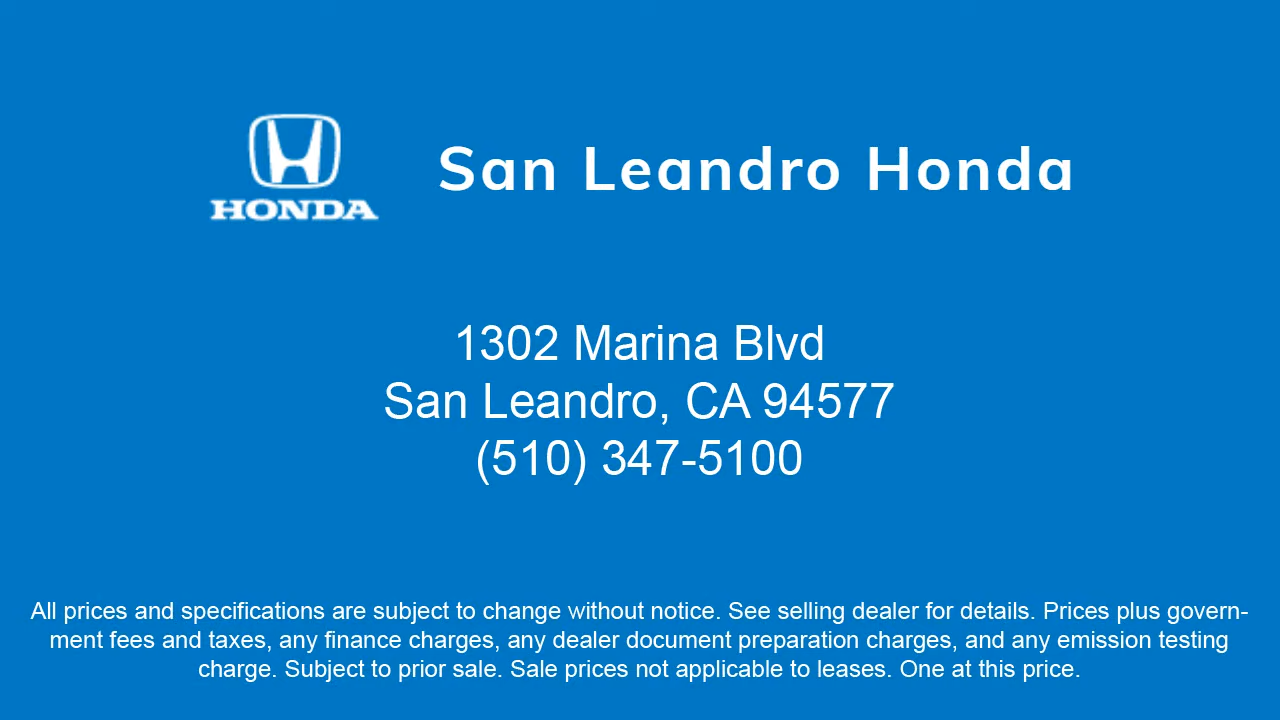 HONDA
San Leandro Honda
1302 Marina Blvd
San Leandro, CA 94577
(510) 347-5100
All prices and specifications are subject to change without notice. See selling dealer for details. Prices plus govern-
ment fees and taxes, any finance charges, any dealer document preparation charges, and any emission testing
charge. Subject to prior sale. Sale prices not applicable to leases. One at this price.